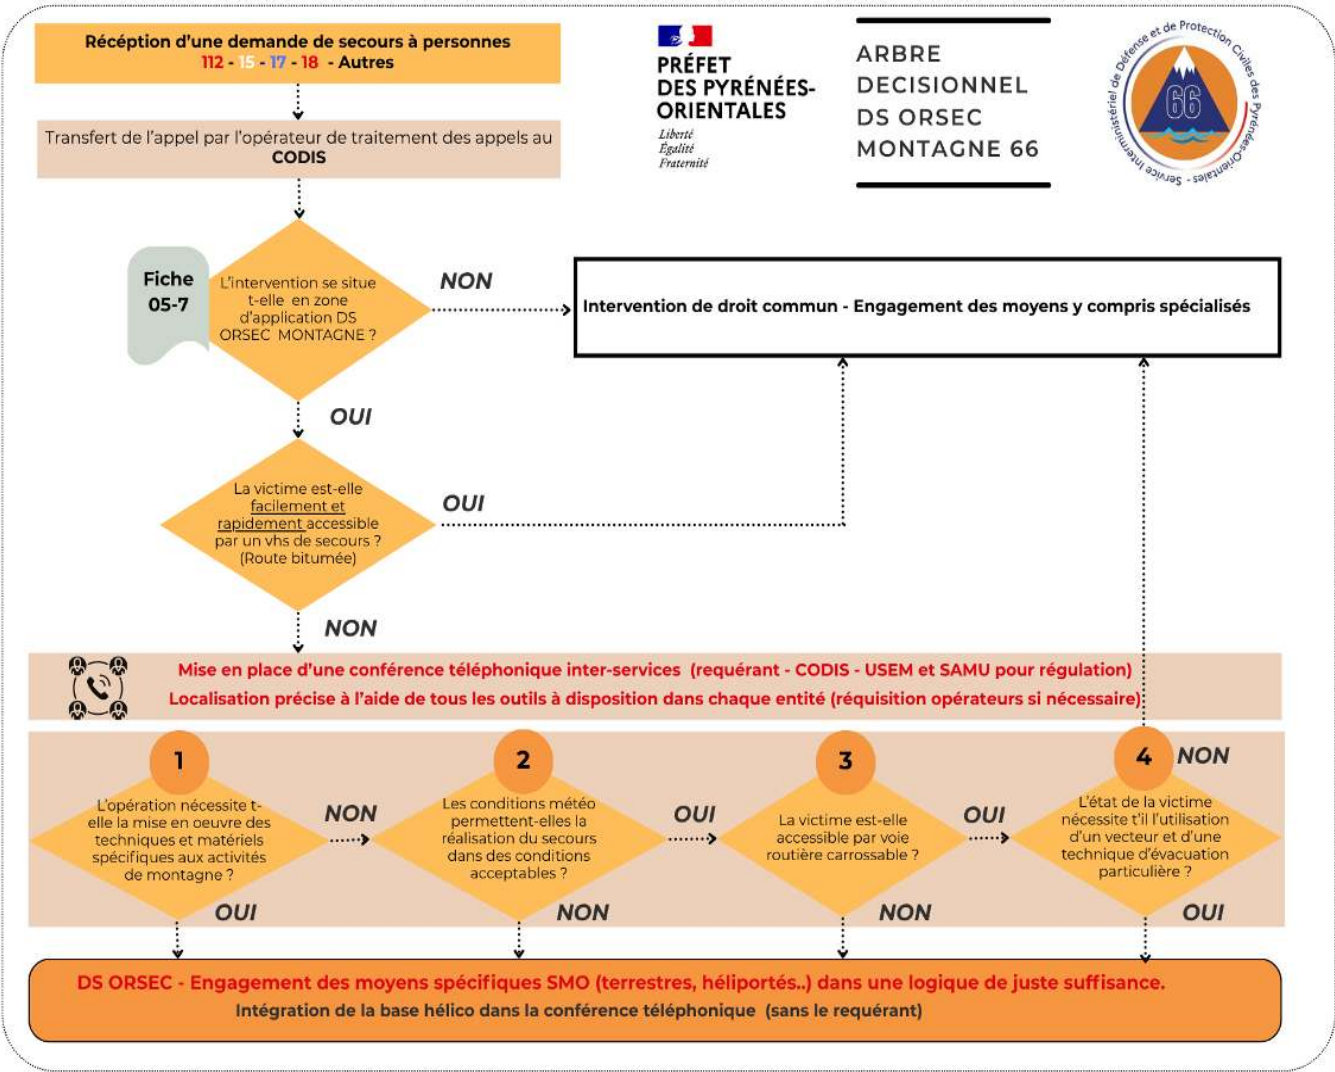 Récéption d'une demande de secours à personnes
112 - 15 - 17 - 18 - Autres
PRÉFET
DES PYRÉNÉES-
ORIENTALES
Liberté
Égalité
Fraternité
ARBRE
DECISIONNEL
DS ORSEC
MONTAGNE 66
Service Interministériel de Défense et de Protection Civiles des Pyrénées-Orientales -
66
Transfert de l'appel par l'opérateur de traitement des appels au
CODIS
Fiche
05-7
L'intervention se situe
t-elle en zone
d'application DS
ORSEC MONTAGNE ?
NON
Intervention de droit commun - Engagement des moyens y compris spécialisés
OUI
La victime est-elle
facilement et
rapidement accessible
par un vhs de secours ?
(Route bitumée)
OUI
NON
Mise en place d'une conférence téléphonique inter-services (requérant - CODIS - USEM et SAMU pour régulation)
Localisation précise à l'aide de tous les outils à disposition dans chaque entité (réquisition opérateurs si nécessaire)
1
L'opération nécessite t-
elle la mise en oeuvre des
techniques et matériels
spécifiques aux activités
de montagne ?
NON
OUI
2
Les conditions météo
permettent-elles la
réalisation du secours
dans des conditions
acceptables ?
OUI
NON
3
La victime est-elle
accessible par voie
routière carrossable ?
OUI
NON
4
NON
L'état de la victime
nécessite t'il l'utilisation
d'un vecteur et d'une
technique d'évacuation
particulière ?
OUI
DS ORSEC - Engagement des moyens spécifiques SMO (terrestres, héliportés..) dans une logique de juste suffisance.
Intégration de la base hélico dans la conférence téléphonique (sans le requérant)